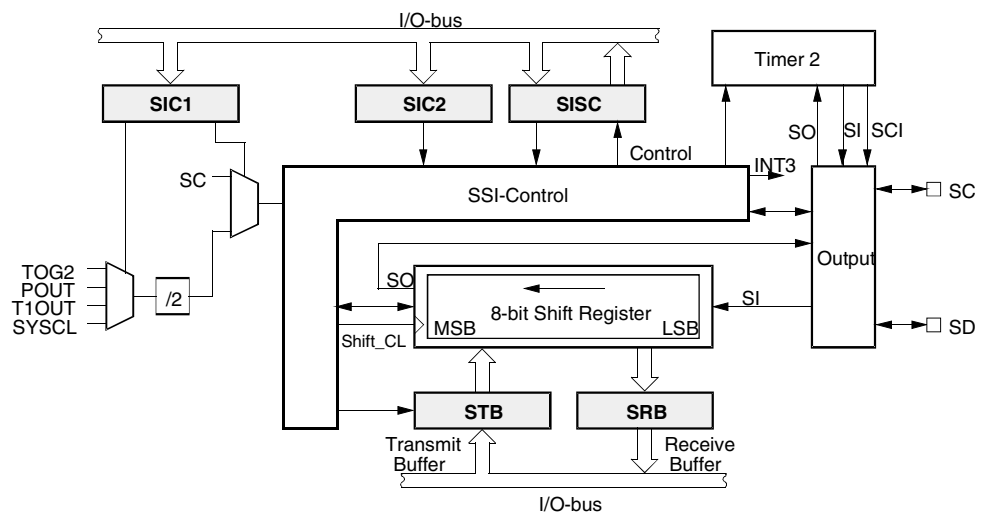 I/O-bus
Timer 2
SIC1
SIC2
SISC
SO
SI
SCI
Control
INT3
SC
SSI-Control
SC
TOG2
POUT
T1OUT
SYSCL
/2
SO
8-bit Shift Register
MSB
LSB
Shift_CL
SI
Output
SD
STB
SRB
Transmit
Buffer
Receive
Buffer
I/O-bus